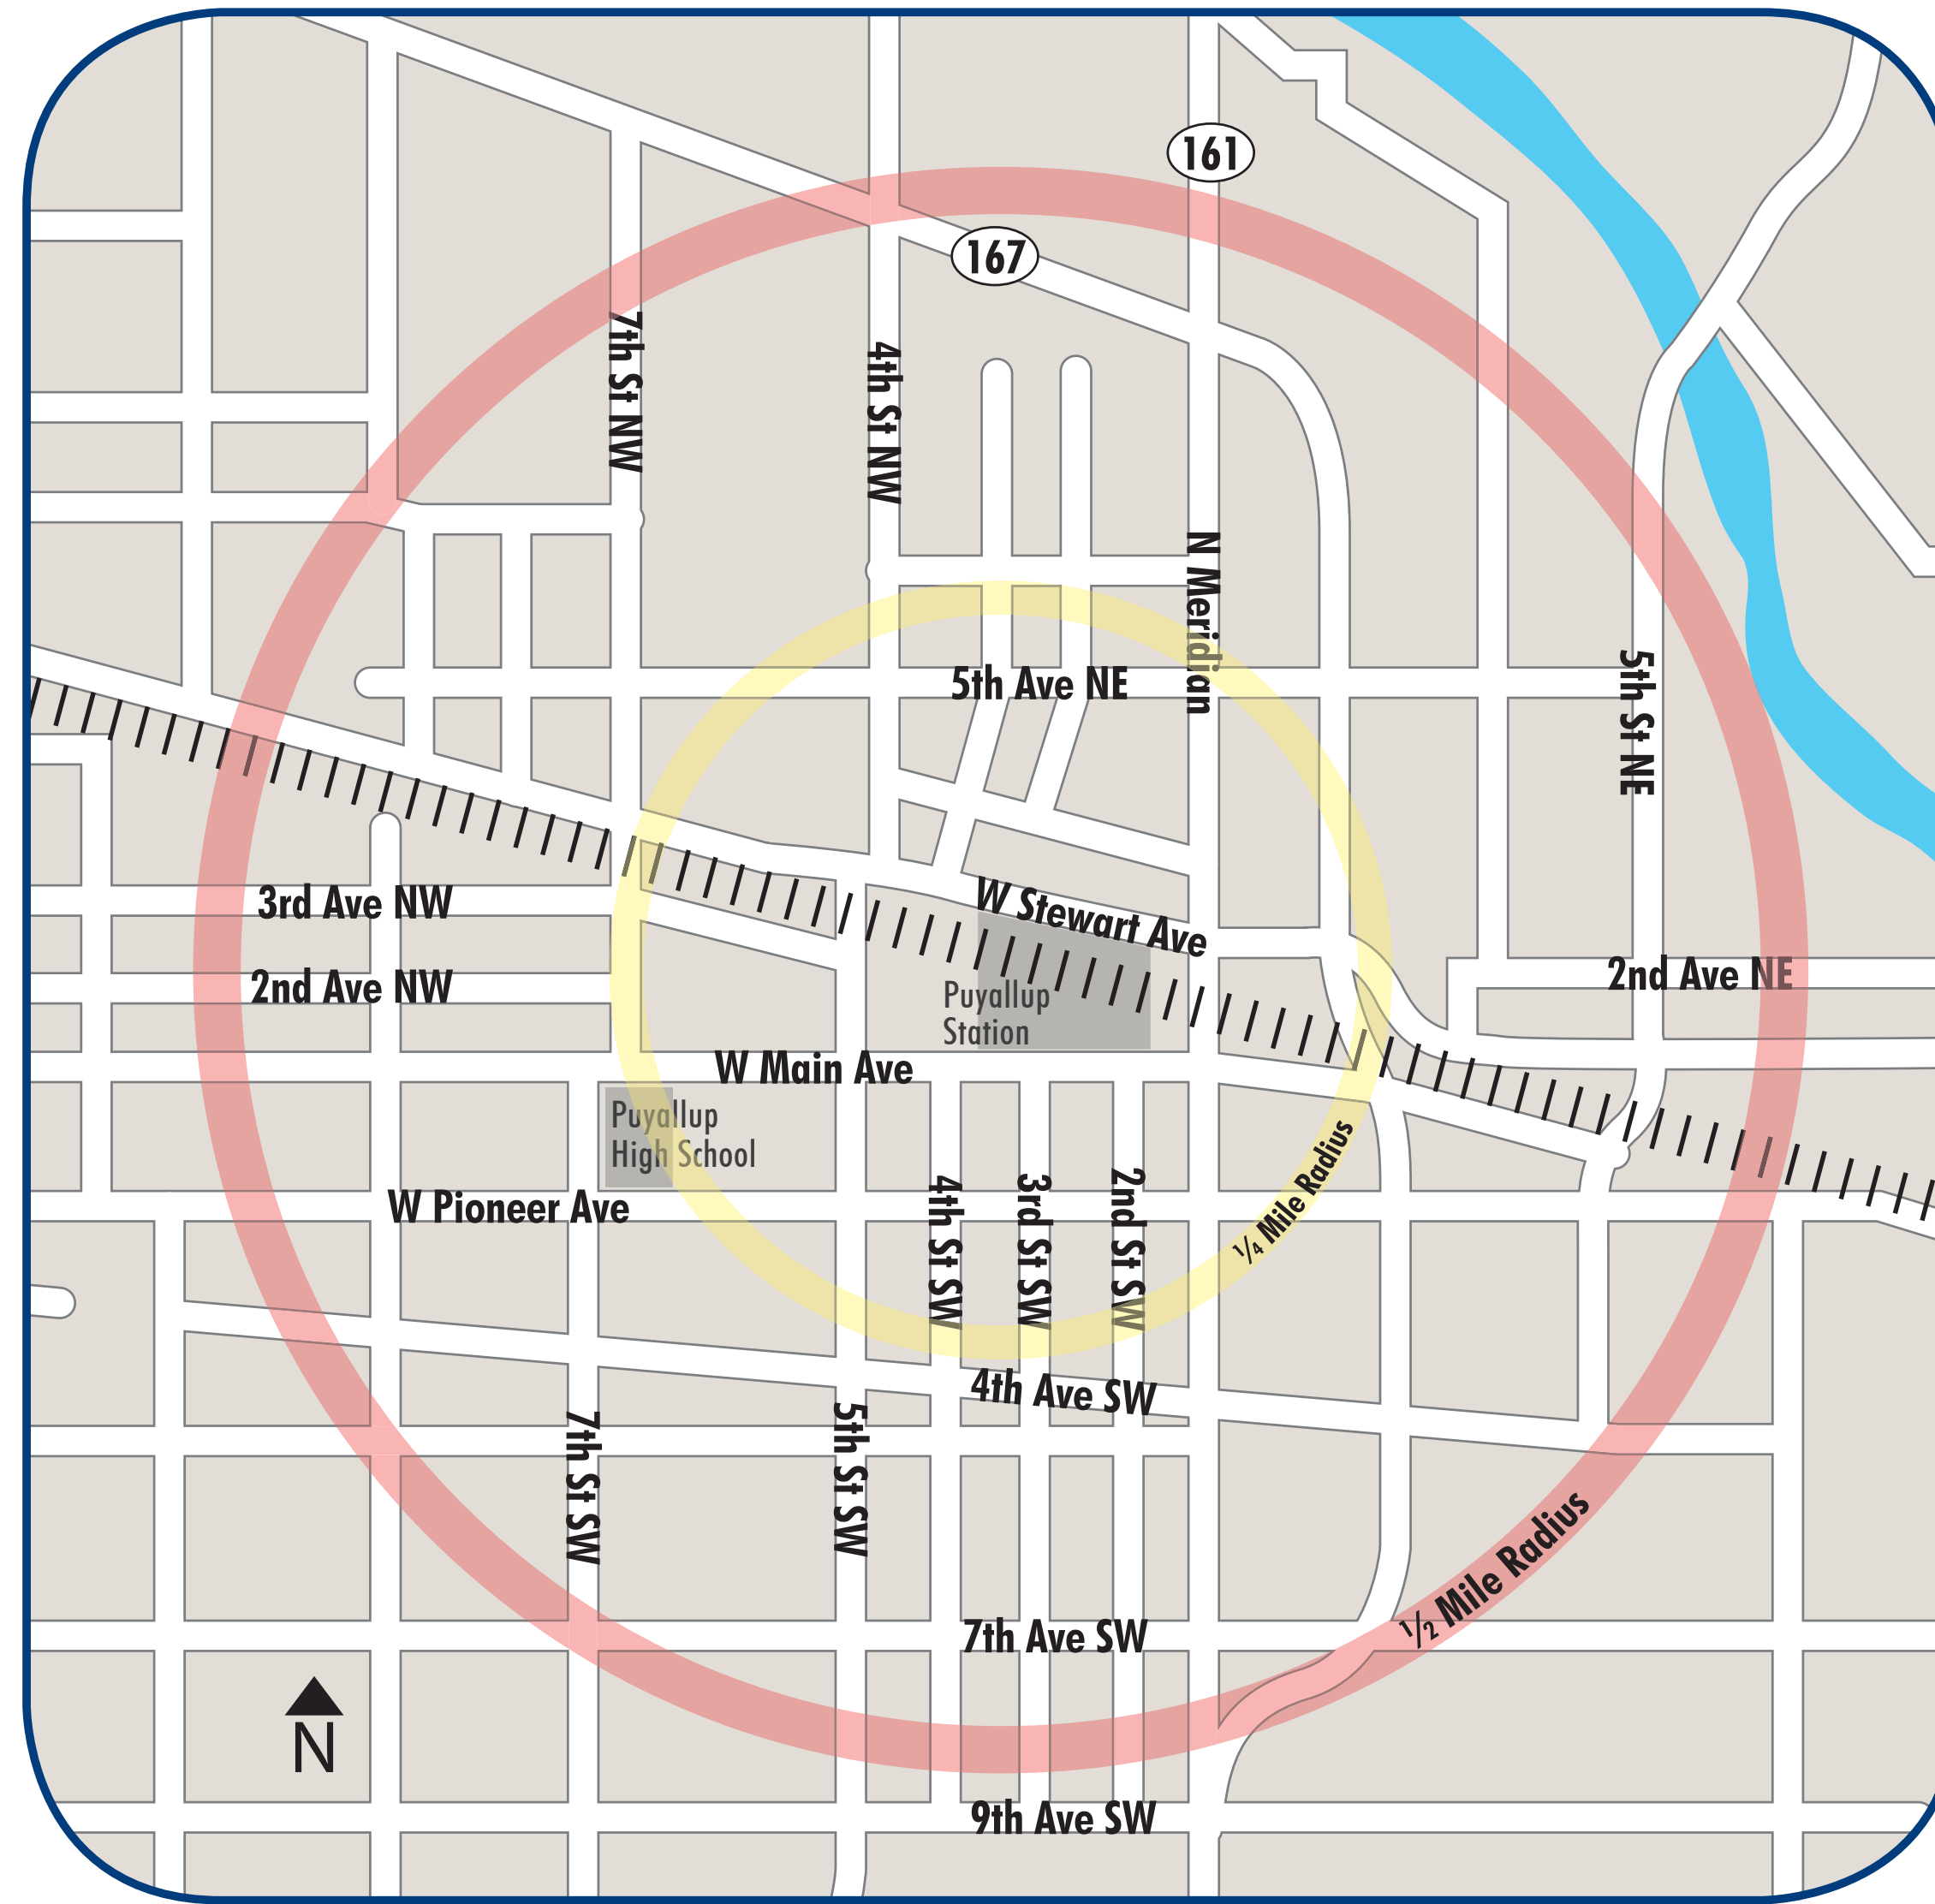 161
167
7th St NW
4th St NW
N Meridian
5th Ave NE
5th St NE
3rd Ave NW
W Stewart Ave
2nd Ave NW
2nd Ave NE
Puyallup
Station
W Main Ave
Puyallup
High School
W Pioneer Ave
4th St SW
3rd St SW
2nd St SW
1/4 Mile Radius
4th Ave SW
7th St SW
5th St SW
1/2 Mile Radius
7th Ave SW
N
9th Ave SW